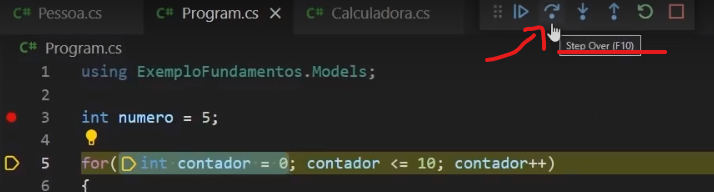 Pessoa.cs
Program.cs
Calculadora.cs
Program.cs
Step Over (F10)
1 using ExemploFundamentos.Models;
2
3 int numero = 5;
4
5 for(int contador = 0; contador <= 10; contador++)
6 {